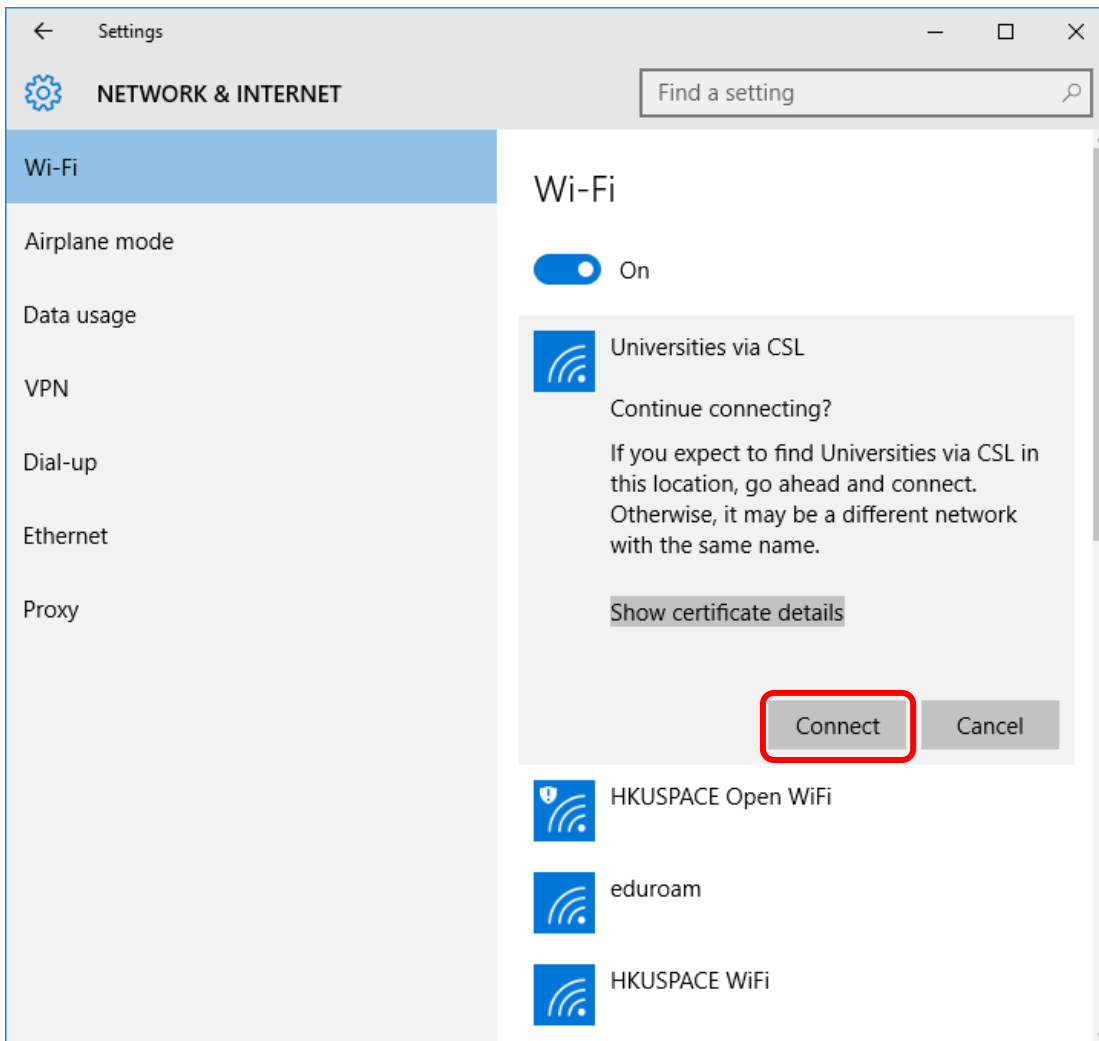 Settings
NETWORK & INTERNET
Find a setting
Wi-Fi
Airplane mode
Data usage
VPN
Dial-up
Ethernet
Proxy
Wi-Fi
On
Universities via CSL
Continue connecting?
If you expect to find Universities via CSL in
this location, go ahead and connect.
Otherwise, it may be a different network
with the same name.
Show certificate details
Connect
Cancel
HKUSPACE Open WiFi
eduroam
HKUSPACE WiFi